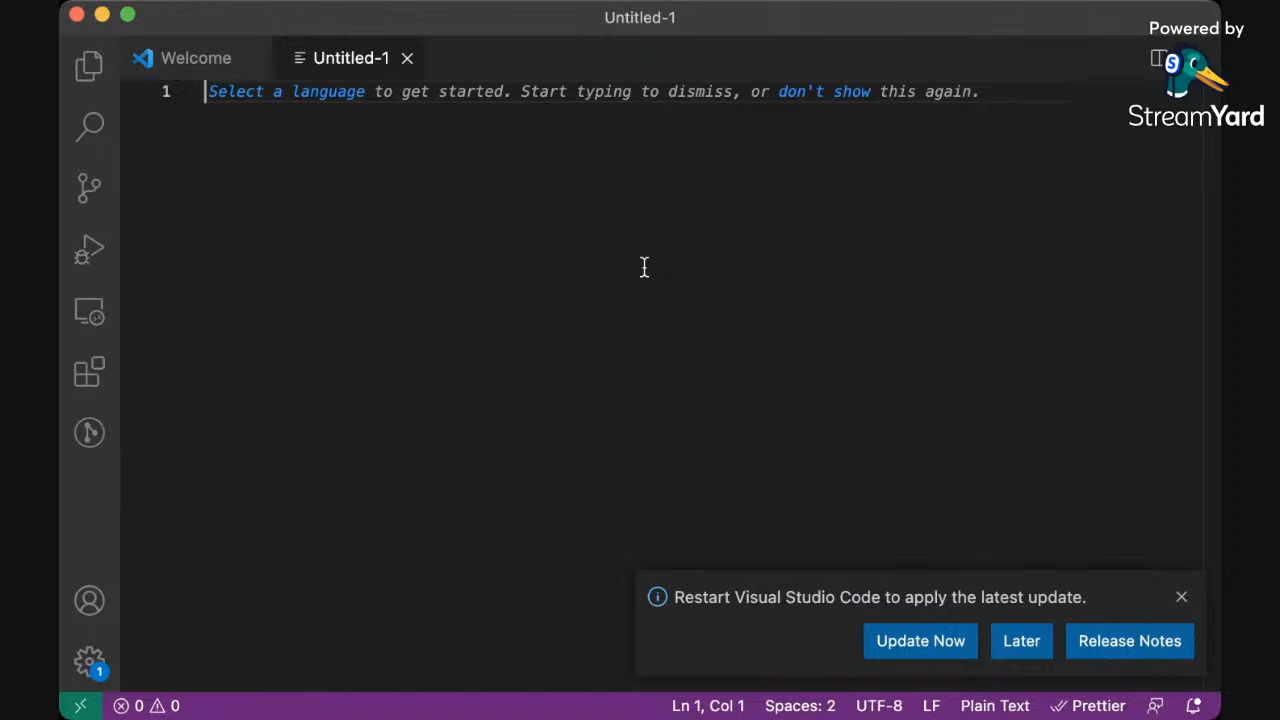 Untitled-1
Powered by
StreamYard
Welcome
Untitled-1
1 Select a language to get started. Start typing to dismiss, or don't show this again.
Restart Visual Studio Code to apply the latest update.
Update Now Later Release Notes
1
0 0 Ln 1, Col 1 Spaces: 2 UTF-8 LF Plain Text Prettier